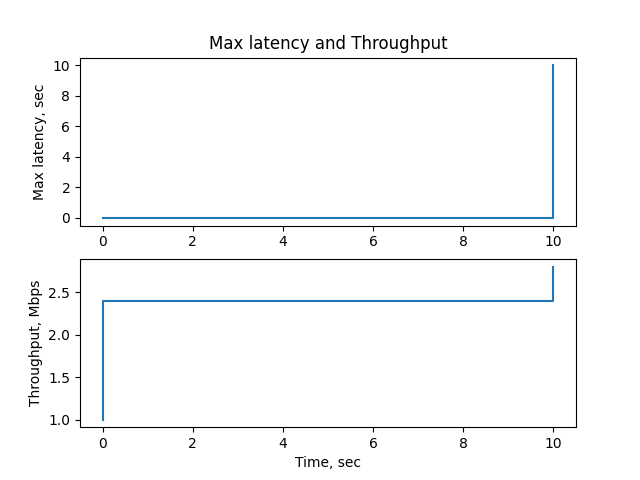 Max latency and Throughput
Max latency, sec
10
8
6
4
2
0
0 2 4 6 8 10
Throughput, Mbps
2.5
2.0
1.5
1.0
0 2 4 6 8 10
Time, sec